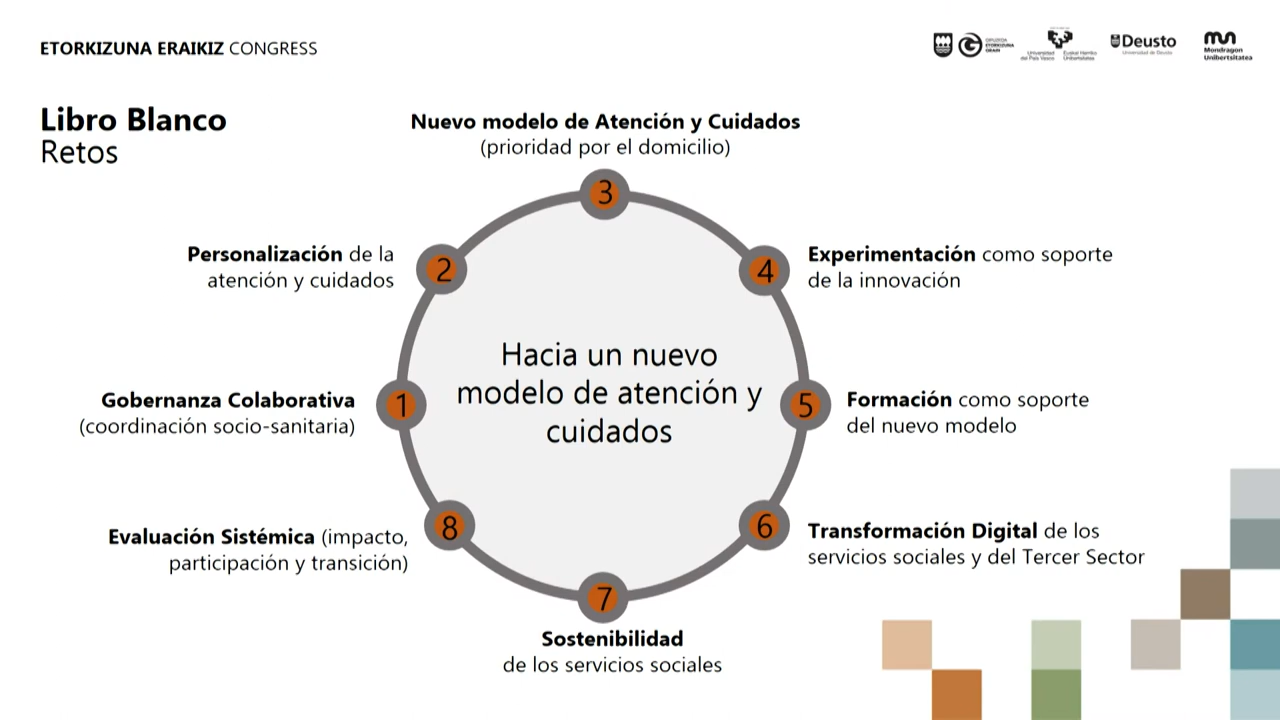 ETORKIZUNA ERAIKIZ CONGRESS
Deusto
Universidad de Deusto
Mondragon
Unibertsitatea
Libro Blanco
Retos
Nuevo modelo de Atención y Cuidados
(prioridad por el domicilio)
3
Personalización de la
atención y cuidados
2
4
Experimentación como soporte
de la innovación
Hacia un nuevo
modelo de atención y
cuidados
Gobernanza Colaborativa
(coordinación socio-sanitaria)
1
5
Formación como soporte
del nuevo modelo
Evaluación Sistémica (impacto,
participación y transición)
8
6
Transformación Digital de los
servicios sociales y del Tercer Sector
7
Sostenibilidad
de los servicios sociales